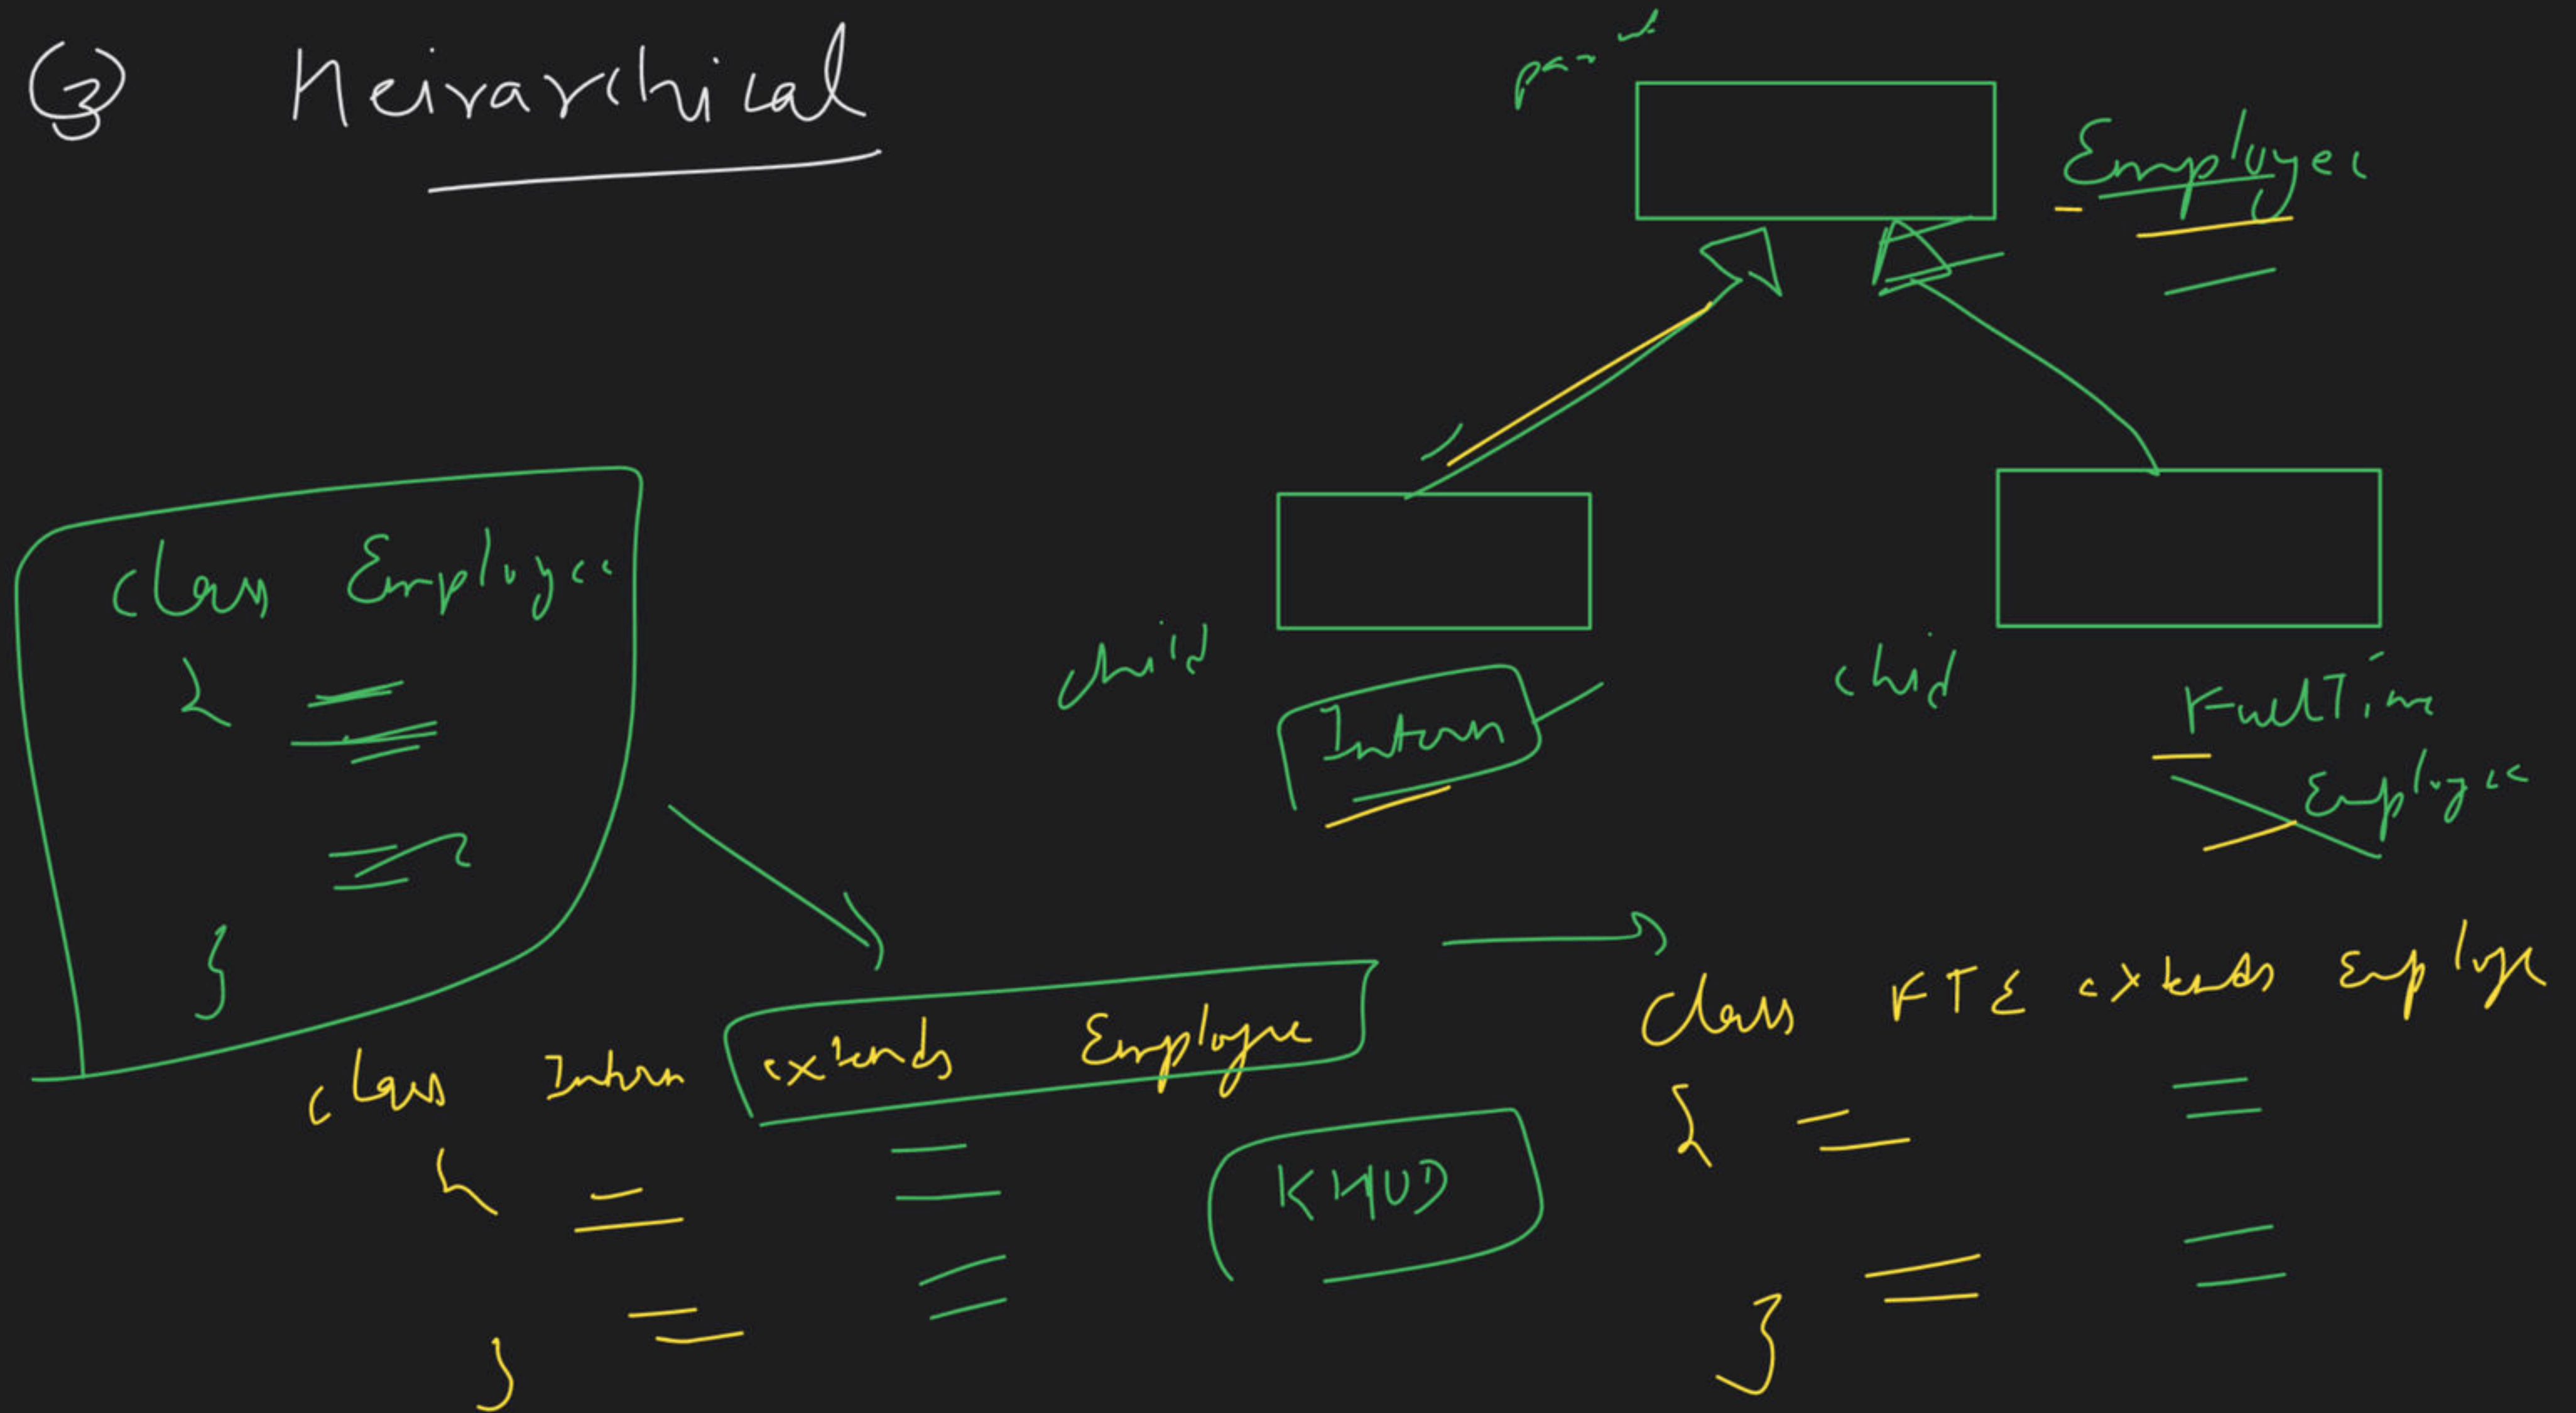 ③ Heirarchical
parent
Employee
class Employee
{
}
child
Intern
child
FullTime
Employee
class Intern extends Employee
{
}
KHUD
class FTE extends Employee
{
}